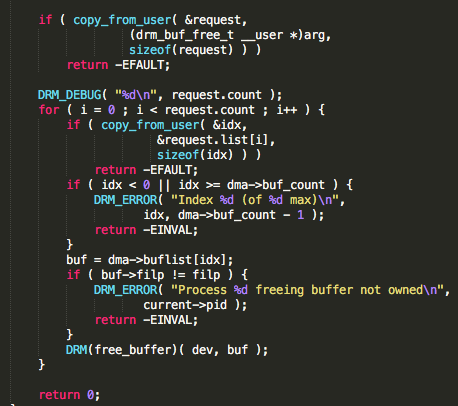 if ( copy_from_user( &request,
(drm_buf_free_t __user *)arg,
sizeof(request) ) )
return -EFAULT;
DRM_DEBUG( "%d\n", request.count );
for ( i = 0 ; i < request.count ; i++ ) {
if ( copy_from_user( &idx,
&request.list[i],
sizeof(idx) ) )
return -EFAULT;
if ( idx < 0 || idx >= dma->buf_count ) {
DRM_ERROR( "Index %d (of %d max)\n",
idx, dma->buf_count - 1 );
return -EINVAL;
}
buf = dma->buflist[idx];
if ( buf->filp != filp ) {
DRM_ERROR( "Process %d freeing buffer not owned\n",
current->pid );
return -EINVAL;
}
DRM(free_buffer)( dev, buf );
}
return 0;
}